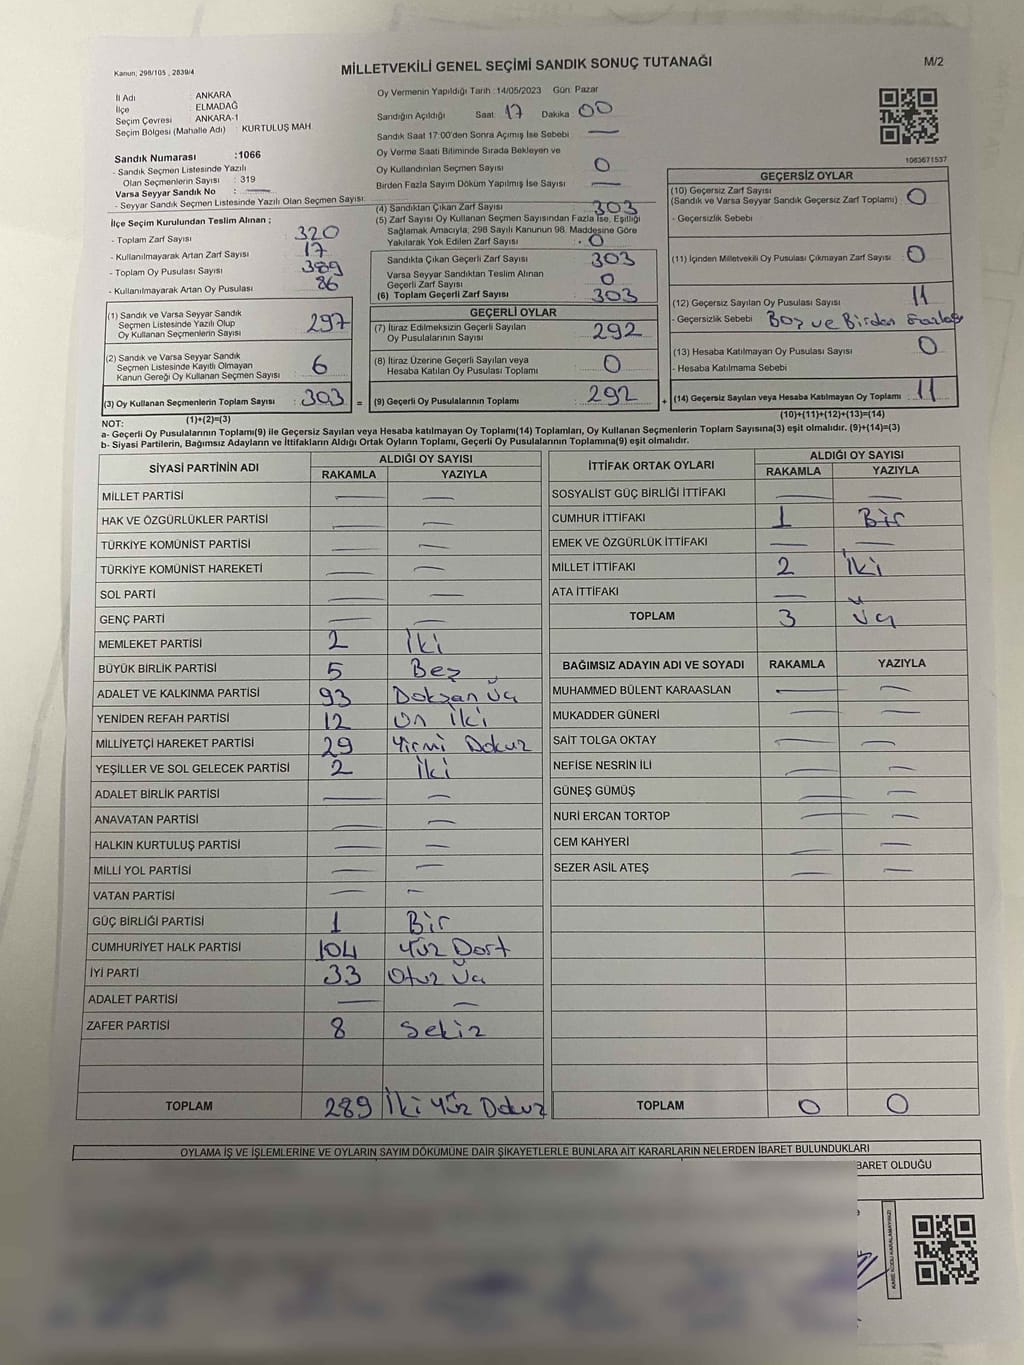 Kanun; 298/105 , 2839/4
MİLLETVEKİLİ GENEL SEÇİMİ SANDIK SONUÇ TUTANAĞI
M/2
İl Adı : ANKARA
İlçe : ELMADAĞ
Seçim Çevresi : ANKARA-1
Seçim Bölgesi (Mahalle Adı) : KURTULUŞ MAH
Sandık Numarası :1066
- Sandık Seçmen Listesinde Yazılı
Olan Seçmenlerin Sayısı : 319
Varsa Seyyar Sandık No : —
- Seyyar Sandık Seçmen Listesinde Yazılı Olan Seçmen Sayısı:
İlçe Seçim Kurulundan Teslim Alınan ;
- Toplam Zarf Sayısı : 320
- Kullanılmayarak Artan Zarf Sayısı : 17
- Toplam Oy Pusulası Sayısı : 389
- Kullanılmayarak Artan Oy Pusulası : 86
(1) Sandık ve Varsa Seyyar Sandık
Seçmen Listesinde Yazılı Olup
Oy Kullanan Seçmenlerin Sayısı : 297
(2) Sandık ve Varsa Seyyar Sandık
Seçmen Listesinde Kayıtlı Olmayan
Kanun Gereği Oy Kullanan Seçmen Sayısı : 6
(3) Oy Kullanan Seçmenlerin Toplam Sayısı : 303 =
(1)+(2)=(3)
Oy Vermenin Yapıldığı Tarih :14/05/2023 Gün: Pazar
Sandığın Açıldığı Saat: 17 Dakika: 00
Sandık Saat 17:00'den Sonra Açımış İse Sebebi : —
Oy Verme Saati Bitiminde Sırada Bekleyen ve
Oy Kullandırılan Seçmen Sayısı : 0
Birden Fazla Sayım Döküm Yapılmış İse Sayısı : —
(4) Sandıktan Çıkan Zarf Sayısı : 303
(5) Zarf Sayısı Oy Kullanan Seçmen Sayısından Fazla İse, Eşitliği
Sağlamak Amacıyla; 298 Sayılı Kanunun 98. Maddesine Göre
Yakılarak Yok Edilen Zarf Sayısı : 0
Sandıkta Çıkan Geçerli Zarf Sayısı : 303
Varsa Seyyar Sandıktan Teslim Alınan
Geçerli Zarf Sayısı : 0
(6) Toplam Geçerli Zarf Sayısı : 303
GEÇERLİ OYLAR
(7) İtiraz Edilmeksizin Geçerli Sayılan
Oy Pusulalarının Sayısı : 292
(8) İtiraz Üzerine Geçerli Sayılan veya
Hesaba Katılan Oy Pusulası Toplamı : 0
(9) Geçerli Oy Pusulalarının Toplamı : 292 +
1063671537
GEÇERSİZ OYLAR
(10) Geçersiz Zarf Sayısı
(Sandık ve Varsa Seyyar Sandık Geçersiz Zarf Toplamı) : 0
- Geçersizlik Sebebi
(11) İçinden Milletvekili Oy Pusulası Çıkmayan Zarf Sayısı : 0
(12) Geçersiz Sayılan Oy Pusulası Sayısı : 11
- Geçersizlik Sebebi : Boş ve Birden Fazla
(13) Hesaba Katılmayan Oy Pusulası Sayısı : 0
- Hesaba Katılmama Sebebi
(14) Geçersiz Sayılan veya Hesaba Katılmayan Oy Toplamı : 11
(10)+(11)+(12)+(13)=(14)
NOT:
a- Geçerli Oy Pusulalarının Toplamı(9) ile Geçersiz Sayılan veya Hesaba katılmayan Oy Toplamı(14) Toplamları, Oy Kullanan Seçmenlerin Toplam Sayısına(3) eşit olmalıdır. (9)+(14)=(3)
b- Siyasi Partilerin, Bağımsız Adayların ve İttifakların Aldığı Ortak Oyların Toplamı, Geçerli Oy Pusulalarının Toplamına(9) eşit olmalıdır.
SİYASİ PARTİNİN ADI ALDIĞI OY SAYISI
RAKAMLA YAZIYLA
MİLLET PARTİSİ — —
HAK VE ÖZGÜRLÜKLER PARTİSİ — —
TÜRKİYE KOMÜNİST PARTİSİ — —
TÜRKİYE KOMÜNİST HAREKETİ — —
SOL PARTİ — —
GENÇ PARTİ — —
MEMLEKET PARTİSİ 2 İki
BÜYÜK BİRLİK PARTİSİ 5 Beş
ADALET VE KALKINMA PARTİSİ 93 Doksan Üç
YENİDEN REFAH PARTİSİ 12 On İki
MİLLİYETÇİ HAREKET PARTİSİ 29 Yirmi Dokuz
YEŞİLLER VE SOL GELECEK PARTİSİ 2 İki
ADALET BİRLİK PARTİSİ — —
ANAVATAN PARTİSİ — —
HALKIN KURTULUŞ PARTİSİ — —
MİLLİ YOL PARTİSİ — —
VATAN PARTİSİ — —
GÜÇ BİRLİĞİ PARTİSİ 1 Bir
CUMHURİYET HALK PARTİSİ 104 Yüz Dort
İYİ PARTİ 33 Otuz Üç
ADALET PARTİSİ — —
ZAFER PARTİSİ 8 Sekiz
TOPLAM 289 İki Yüz Dokuz
İTTİFAK ORTAK OYLARI ALDIĞI OY SAYISI
RAKAMLA YAZIYLA
SOSYALİST GÜÇ BİRLİĞİ İTTİFAKI — —
CUMHUR İTTİFAKI 1 Bir
EMEK VE ÖZGÜRLÜK İTTİFAKI — —
MİLLET İTTİFAKI 2 İki
ATA İTTİFAKI —
TOPLAM 3 Üç
BAĞIMSIZ ADAYIN ADI VE SOYADI RAKAMLA YAZIYLA
MUHAMMED BÜLENT KARAASLAN — —
MUKADDER GÜNERİ — —
SAİT TOLGA OKTAY — —
NEFİSE NESRİN İLİ — —
GÜNEŞ GÜMÜŞ — —
NURİ ERCAN TORTOP — —
CEM KAHYERİ — —
SEZER ASİL ATEŞ — —
TOPLAM 0 0
OYLAMA İŞ VE İŞLEMLERİNE VE OYLARIN SAYIM DÖKÜMÜNE DAİR ŞİKAYETLERLE BUNLARA AİT KARARLARIN NELERDEN İBARET BULUNDUKLARI
BARET OLDUĞU